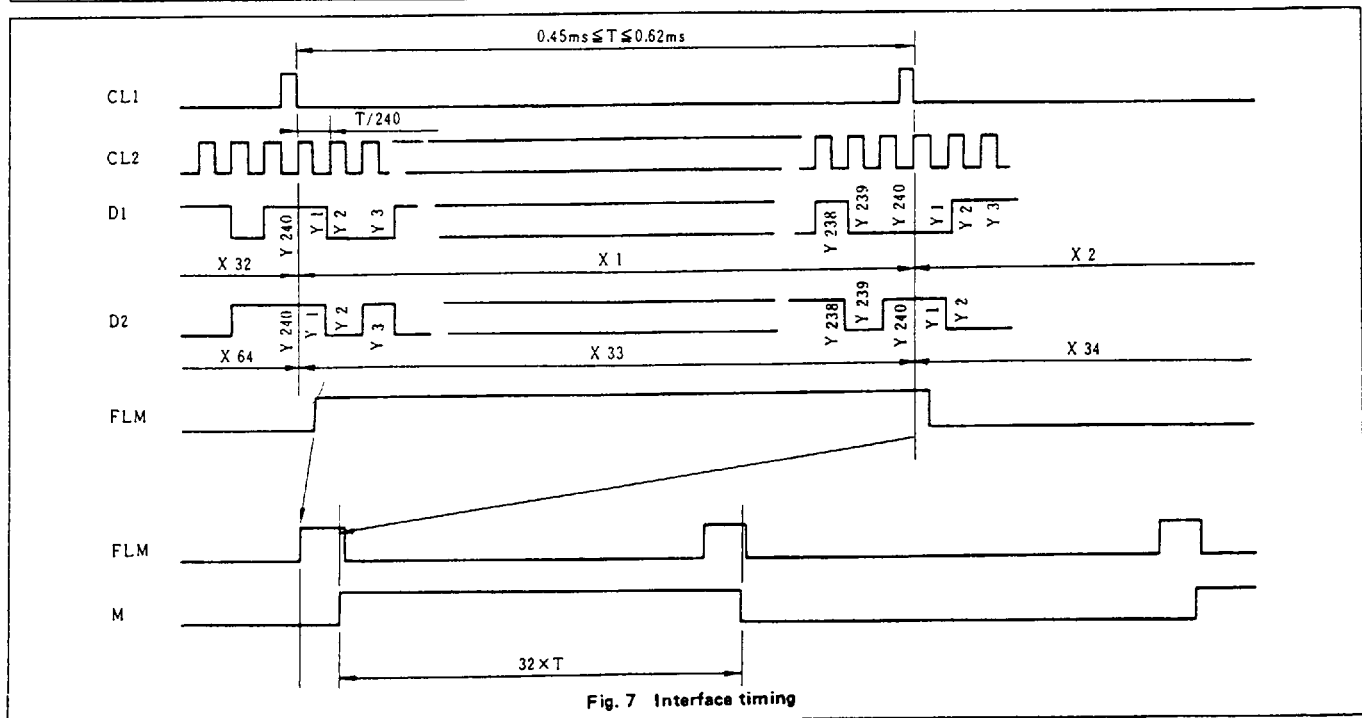 0.45ms≦T≦0.62ms
CL1
T/240
CL2
D1
Y 240
Y 1
Y 2
Y 3
Y 238
Y 239
Y 240
Y 1
Y 2
Y 3
X 32
X 1
X 2
D2
Y 240
Y 1
Y 2
Y 3
Y 238
Y 239
Y 240
Y 1
Y 2
X 64
X 33
X 34
FLM
FLM
M
32×T
Fig. 7 Interface timing